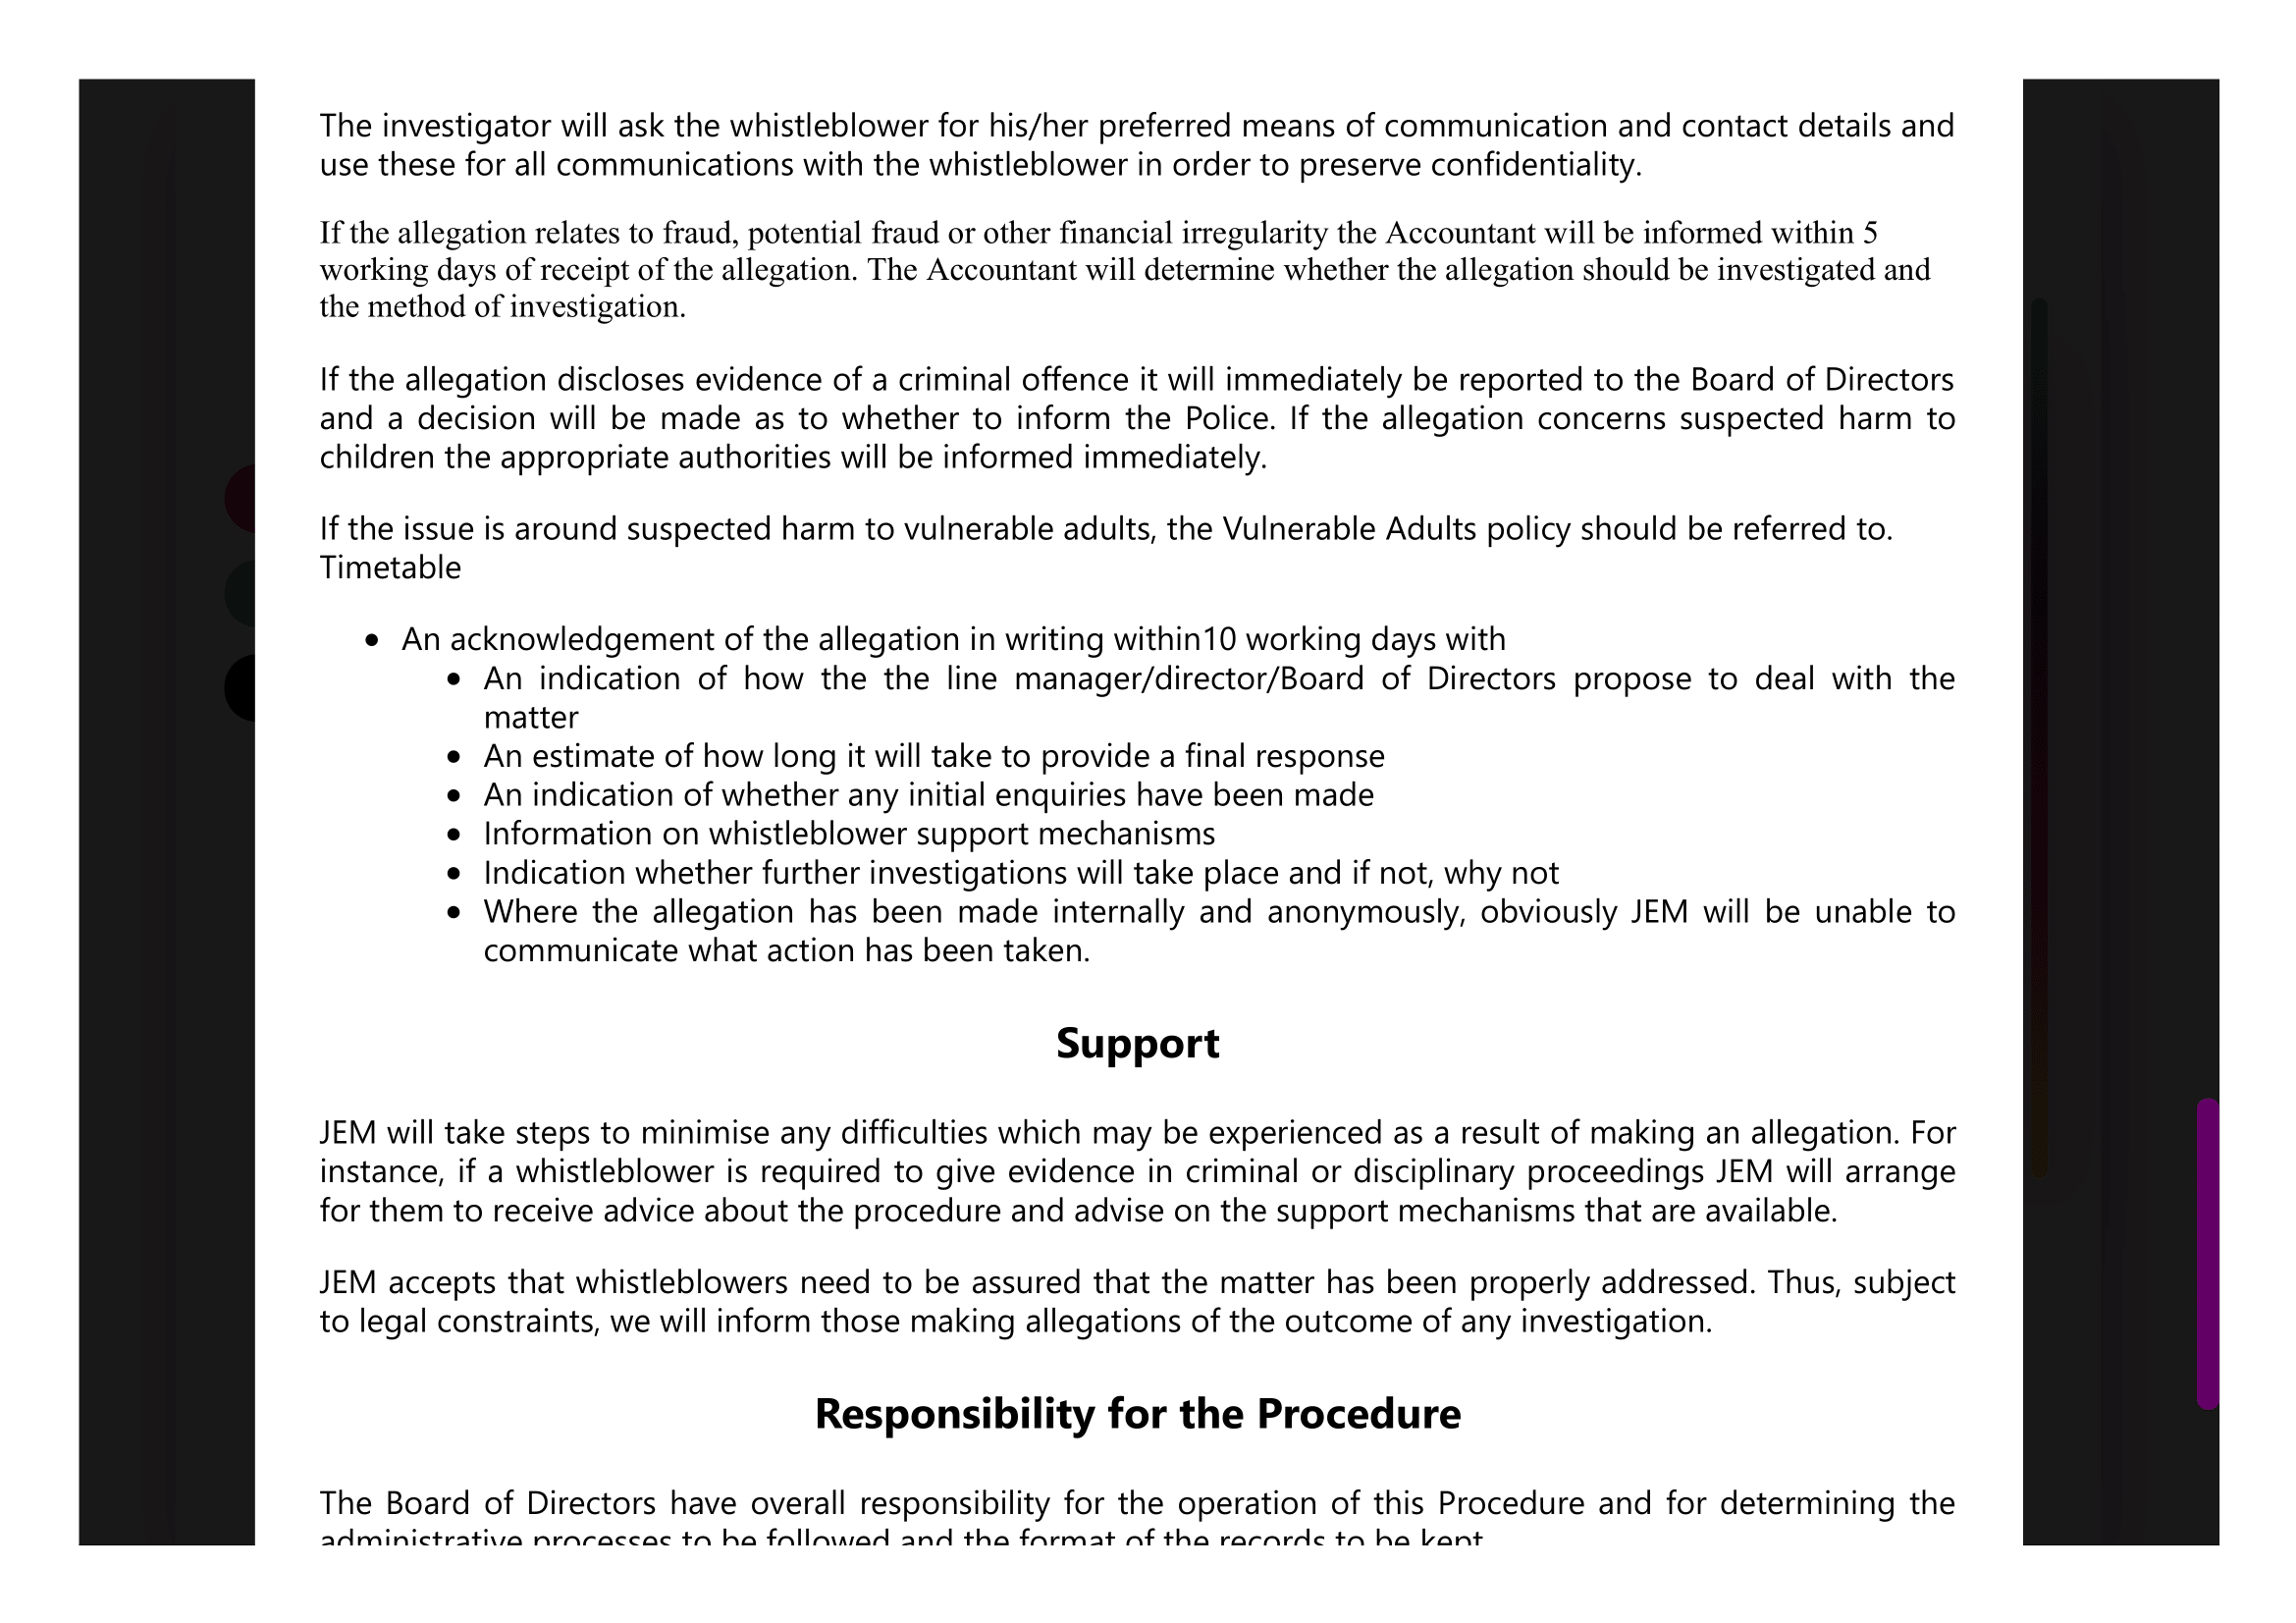 The investigator will ask the whistleblower for his/her preferred means of communication and contact details and
use these for all communications with the whistleblower in order to preserve confidentiality.
If the allegation relates to fraud, potential fraud or other financial irregularity the Accountant will be informed within 5
working days of receipt of the allegation. The Accountant will determine whether the allegation should be investigated and
the method of investigation.
If the allegation discloses evidence of a criminal offence it will immediately be reported to the Board of Directors
and a decision will be made as to whether to inform the Police. If the allegation concerns suspected harm to
children the appropriate authorities will be informed immediately.
If the issue is around suspected harm to vulnerable adults, the Vulnerable Adults policy should be referred to.
Timetable
• An acknowledgement of the allegation in writing within10 working days with
• An indication of how the the line manager/director/Board of Directors propose to deal with the
matter
• An estimate of how long it will take to provide a final response
• An indication of whether any initial enquiries have been made
• Information on whistleblower support mechanisms
• Indication whether further investigations will take place and if not, why not
• Where the allegation has been made internally and anonymously, obviously JEM will be unable to
communicate what action has been taken.
Support
JEM will take steps to minimise any difficulties which may be experienced as a result of making an allegation. For
instance, if a whistleblower is required to give evidence in criminal or disciplinary proceedings JEM will arrange
for them to receive advice about the procedure and advise on the support mechanisms that are available.
JEM accepts that whistleblowers need to be assured that the matter has been properly addressed. Thus, subject
to legal constraints, we will inform those making allegations of the outcome of any investigation.
Responsibility for the Procedure
The Board of Directors have overall responsibility for the operation of this Procedure and for determining the
administrative processes to be followed and the format of the records to be kept